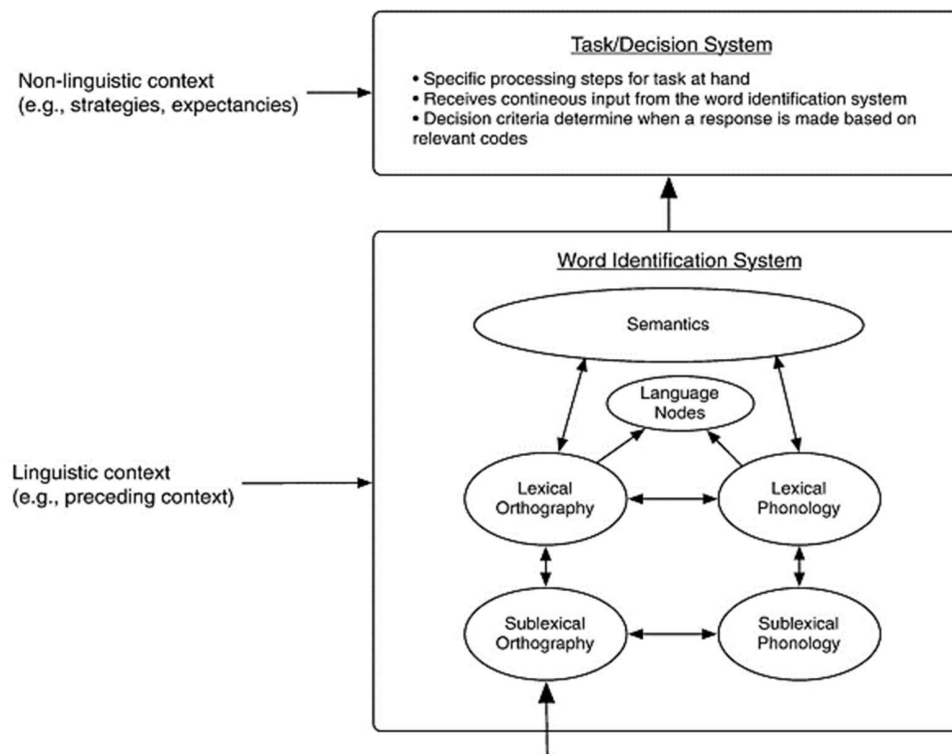 Task/Decision System
• Specific processing steps for task at hand
• Receives contineous input from the word identification system
• Decision criteria determine when a response is made based on
relevant codes
Non-linguistic context
(e.g., strategies, expectancies)
Word Identification System
Semantics
Language
Nodes
Linguistic context
(e.g., preceding context)
Lexical
Orthography
Lexical
Phonology
Sublexical
Orthography
Sublexical
Phonology